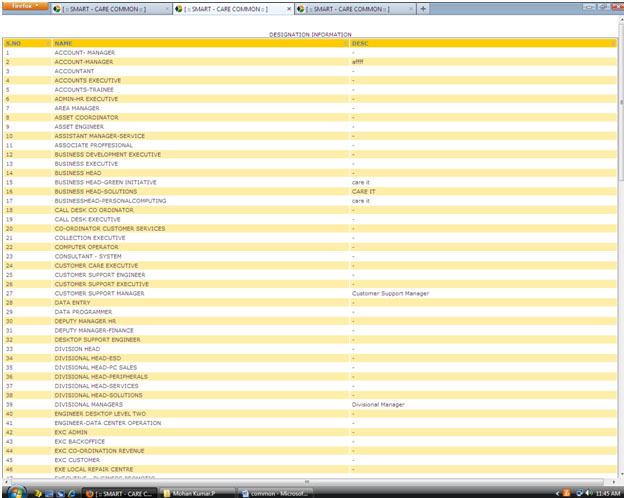 Firefox
[ :: SMART - CARE COMMON :: ] × [ :: SMART - CARE COMMON :: ] × [ :: SMART - CARE COMMON :: ] × +
DESIGNATION INFORMATION
S.NO NAME DESC
1 ACCOUNT- MANAGER -
2 ACCOUNT-MANAGER affff
3 ACCOUNTANT -
4 ACCOUNTS EXECUTIVE -
5 ACCOUNTS-TRAINEE -
6 ADMIN-HR EXECUTIVE -
7 AREA MANAGER -
8 ASSET COORDINATOR -
9 ASSET ENGINEER -
10 ASSISTANT MANAGER-SERVICE -
11 ASSOCIATE PROFFESIONAL -
12 BUSINESS DEVELOPMENT EXECUTIVE -
13 BUSINESS EXECUTIVE -
14 BUSINESS HEAD -
15 BUSINESS HEAD-GREEN INITIATIVE care it
16 BUSINESS HEAD-SOLUTIONS CARE IT
17 BUSINESSHEAD-PERSONALCOMPUTING care it
18 CALL DESK CO ORDINATOR -
19 CALL DESK EXECUTIVE -
20 CO-ORDINATOR CUSTOMER SERVICES -
21 COLLECTION EXECUTIVE -
22 COMPUTER OPERATOR -
23 CONSULTANT - SYSTEM -
24 CUSTOMER CARE EXECUTIVE -
25 CUSTOMER SUPPORT ENGINEER -
26 CUSTOMER SUPPORT EXECUTIVE -
27 CUSTOMER SUPPORT MANAGER Customer Support Manager
28 DATA ENTRY -
29 DATA PROGRAMMER -
30 DEPUTY MANAGER HR -
31 DEPUTY MANAGER-FINANCE -
32 DESKTOP SUPPORT ENGINEER -
33 DIVISION HEAD -
34 DIVISIONAL HEAD-ESD -
35 DIVISIONAL HEAD-PC SALES -
36 DIVISIONAL HEAD-PERIPHERALS -
37 DIVISIONAL HEAD-SERVICES -
38 DIVISIONAL HEAD-SOLUTIONS -
39 DIVISIONAL MANAGERS Divisional Manager
40 ENGINEER DESKTOP LEVEL TWO -
41 ENGINEER-DATA CENTER OPERATION -
42 EXC ADMIN -
43 EXC BACKOFFICE -
44 EXC CO-ORDINATION REVENUE -
45 EXC CUSTOMER -
46 EXE LOCAL REPAIR CENTRE -
[ :: SMART - CARE C... Mohan Kumar.P common - Microsof... 11:45 AM